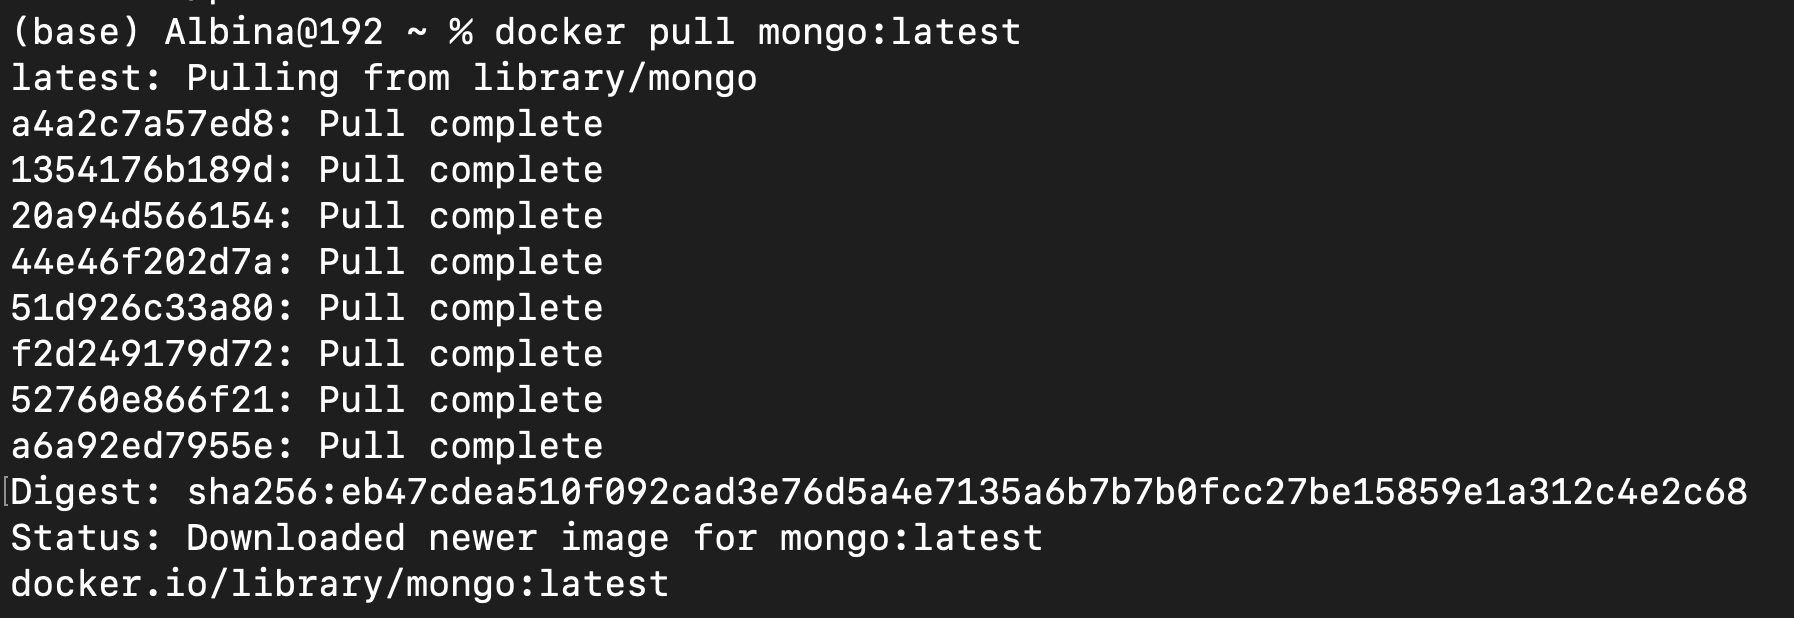 (base) Albina@192 ~ % docker pull mongo:latest
latest: Pulling from library/mongo
a4a2c7a57ed8: Pull complete
1354176b189d: Pull complete
20a94d566154: Pull complete
44e46f202d7a: Pull complete
51d926c33a80: Pull complete
f2d249179d72: Pull complete
52760e866f21: Pull complete
a6a92ed7955e: Pull complete
[Digest: sha256:eb47cdea510f092cad3e76d5a4e7135a6b7b7b0fcc27be15859e1a312c4e2c68
Status: Downloaded newer image for mongo:latest
docker.io/library/mongo:latest